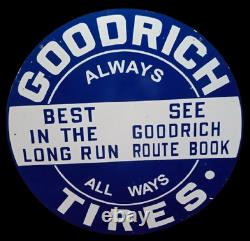 GOODRICH
ALWAYS
BEST IN THE LONG RUN
SEE GOODRICH ROUTE BOOK
ALL WAYS
TIRES.